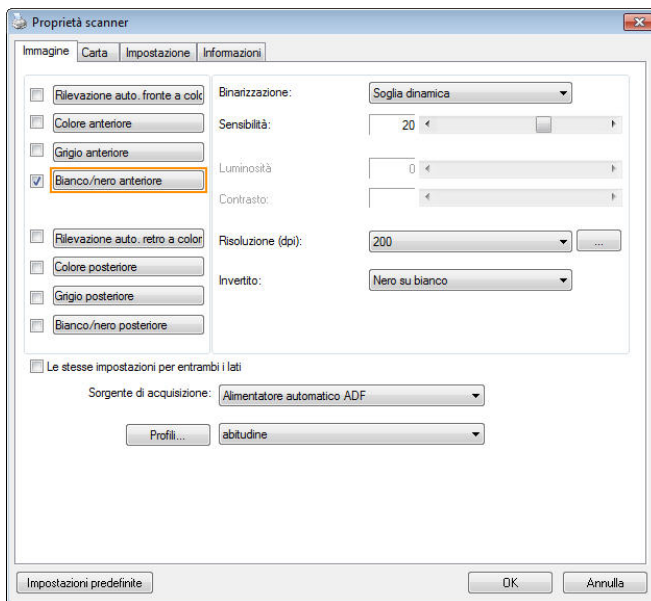 Proprietà scanner
Immagine Carta Impostazione Informazioni
Rilevazione auto. fronte a colo
Colore anteriore
Grigio anteriore
Bianco/nero anteriore
Rilevazione auto. retro a color
Colore posteriore
Grigio posteriore
Bianco/nero posteriore
Binarizzazione: Soglia dinamica
Sensibilità: 20
Luminosità 0
Contrasto:
Risoluzione (dpi): 200 ...
Invertito: Nero su bianco
Le stesse impostazioni per entrambi i lati
Sorgente di acquisizione: Alimentatore automatico ADF
Profili... abitudine
Impostazioni predefinite OK Annulla